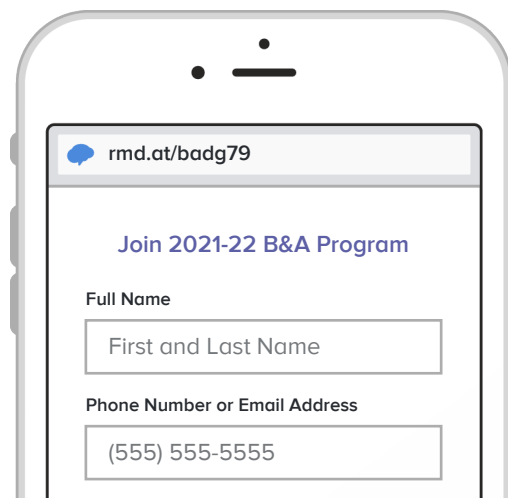 rmd.at/badg79
Join 2021-22 B&A Program
Full Name
First and Last Name
Phone Number or Email Address
(555) 555-5555